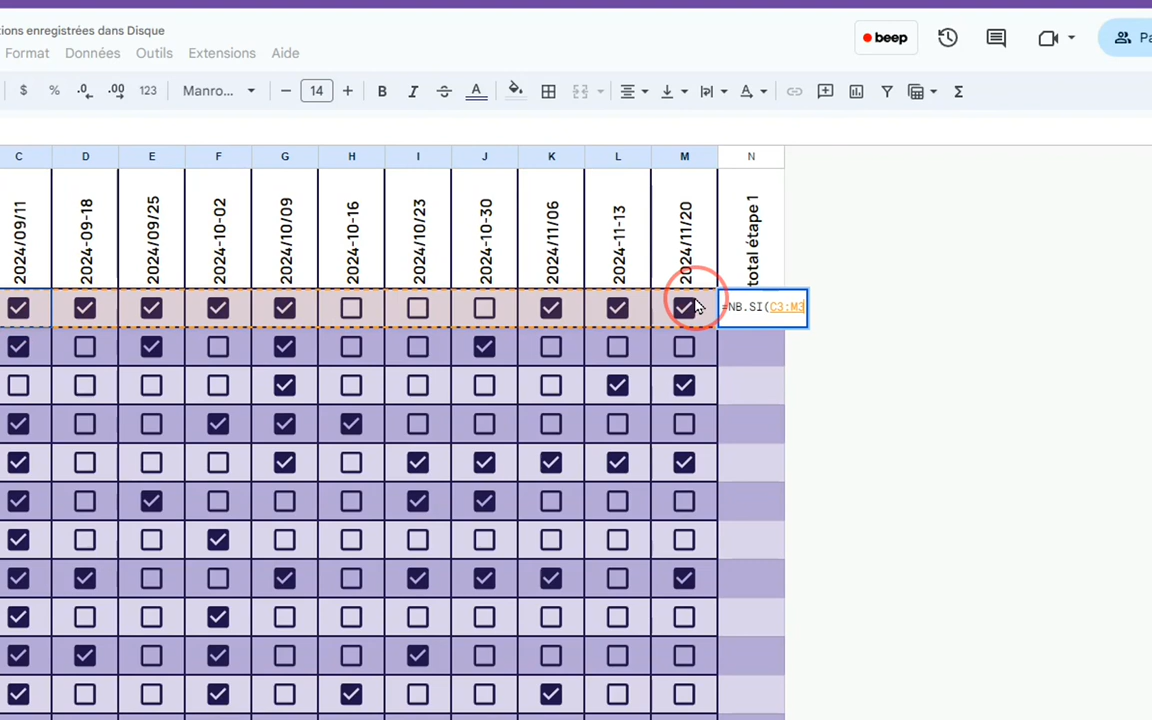 tions enregistrées dans Disque
beep
Pa
Format Données Outils Extensions Aide
$ % .0 .00 123 Manro... 14 B I S A Σ
C D E F G H I J K L M N
2024/09/11
2024-09-18
2024/09/25
2024-10-02
2024/10/09
2024-10-16
2024/10/23
2024-10-30
2024/11/06
2024-11-13
2024/11/20
total étape 1
=NB.SI(C3:M3